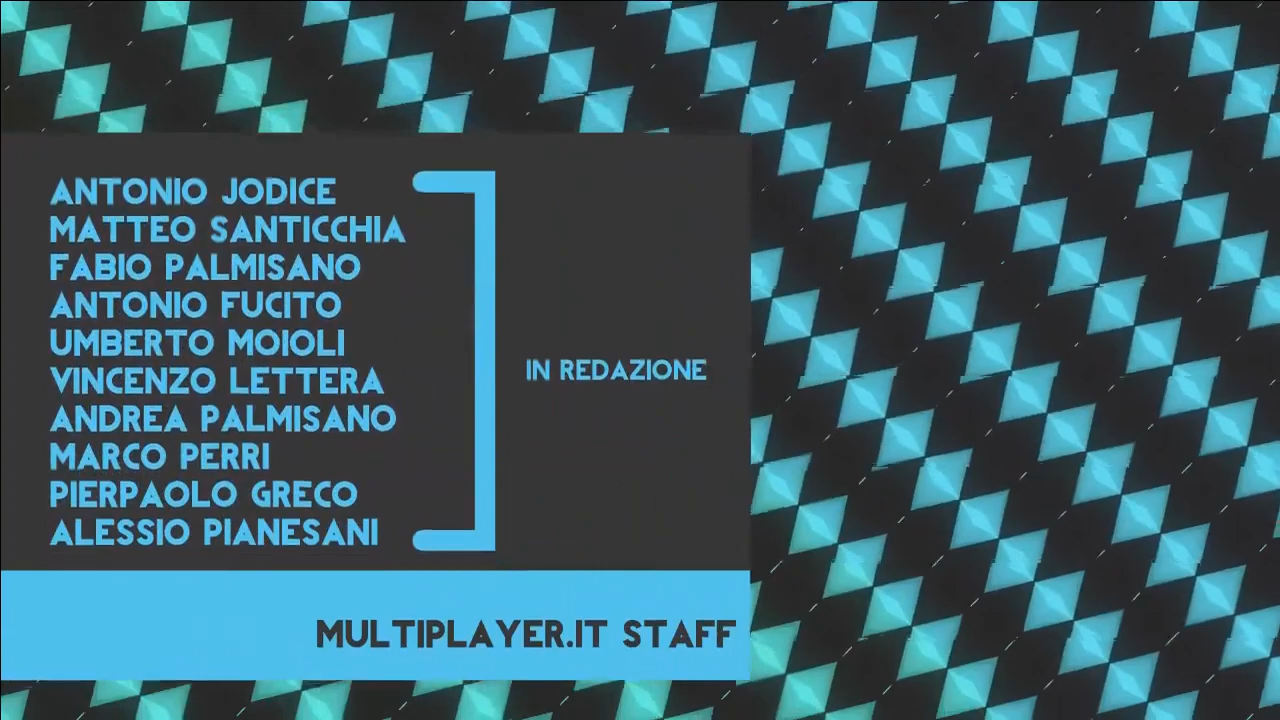 ANTONIO JODICE
MATTEO SANTICCHIA
FABIO PALMISANO
ANTONIO FUCITO
UMBERTO MOIOLI
VINCENZO LETTERA
ANDREA PALMISANO
MARCO PERRI
PIERPAOLO GRECO
ALESSIO PIANESANI
IN REDAZIONE
MULTIPLAYER.IT STAFF